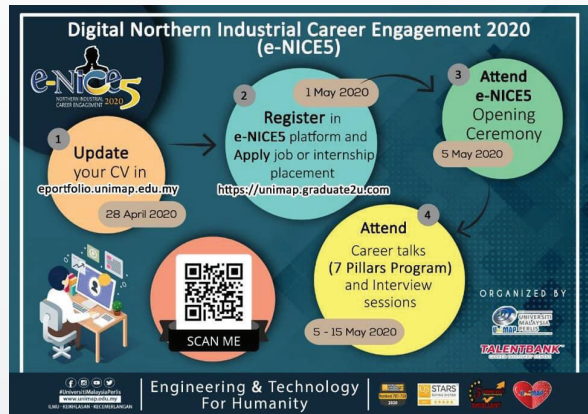 Digital Northern Industrial Career Engagement 2020
(e-NICE5)
e-NiCE5
NORTHERN INDUSTRIAL
CAREER ENGAGEMENT 2020
1
Update
your CV in
eportfolio.unimap.edu.my
28 April 2020
2
1 May 2020
Register in
e-NICE5 platform and
Apply job or internship
placement
https://unimap.graduate2u.com
3
Attend
e-NICE5
Opening
Ceremony
5 May 2020
4
Attend
Career talks
(7 Pillars Program)
and Interview
sessions
5 - 15 May 2020
SCAN ME
ORGANIZED BY
UniMAP
UNIVERSITI
MALAYSIA
PERLIS
TALENTBANK
#UniversitiMalaysiaPerlis
www.unimap.edu.my
ILMU . KEIKHLASAN . KECEMERLANGAN
Engineering & Technology
For Humanity
STARS